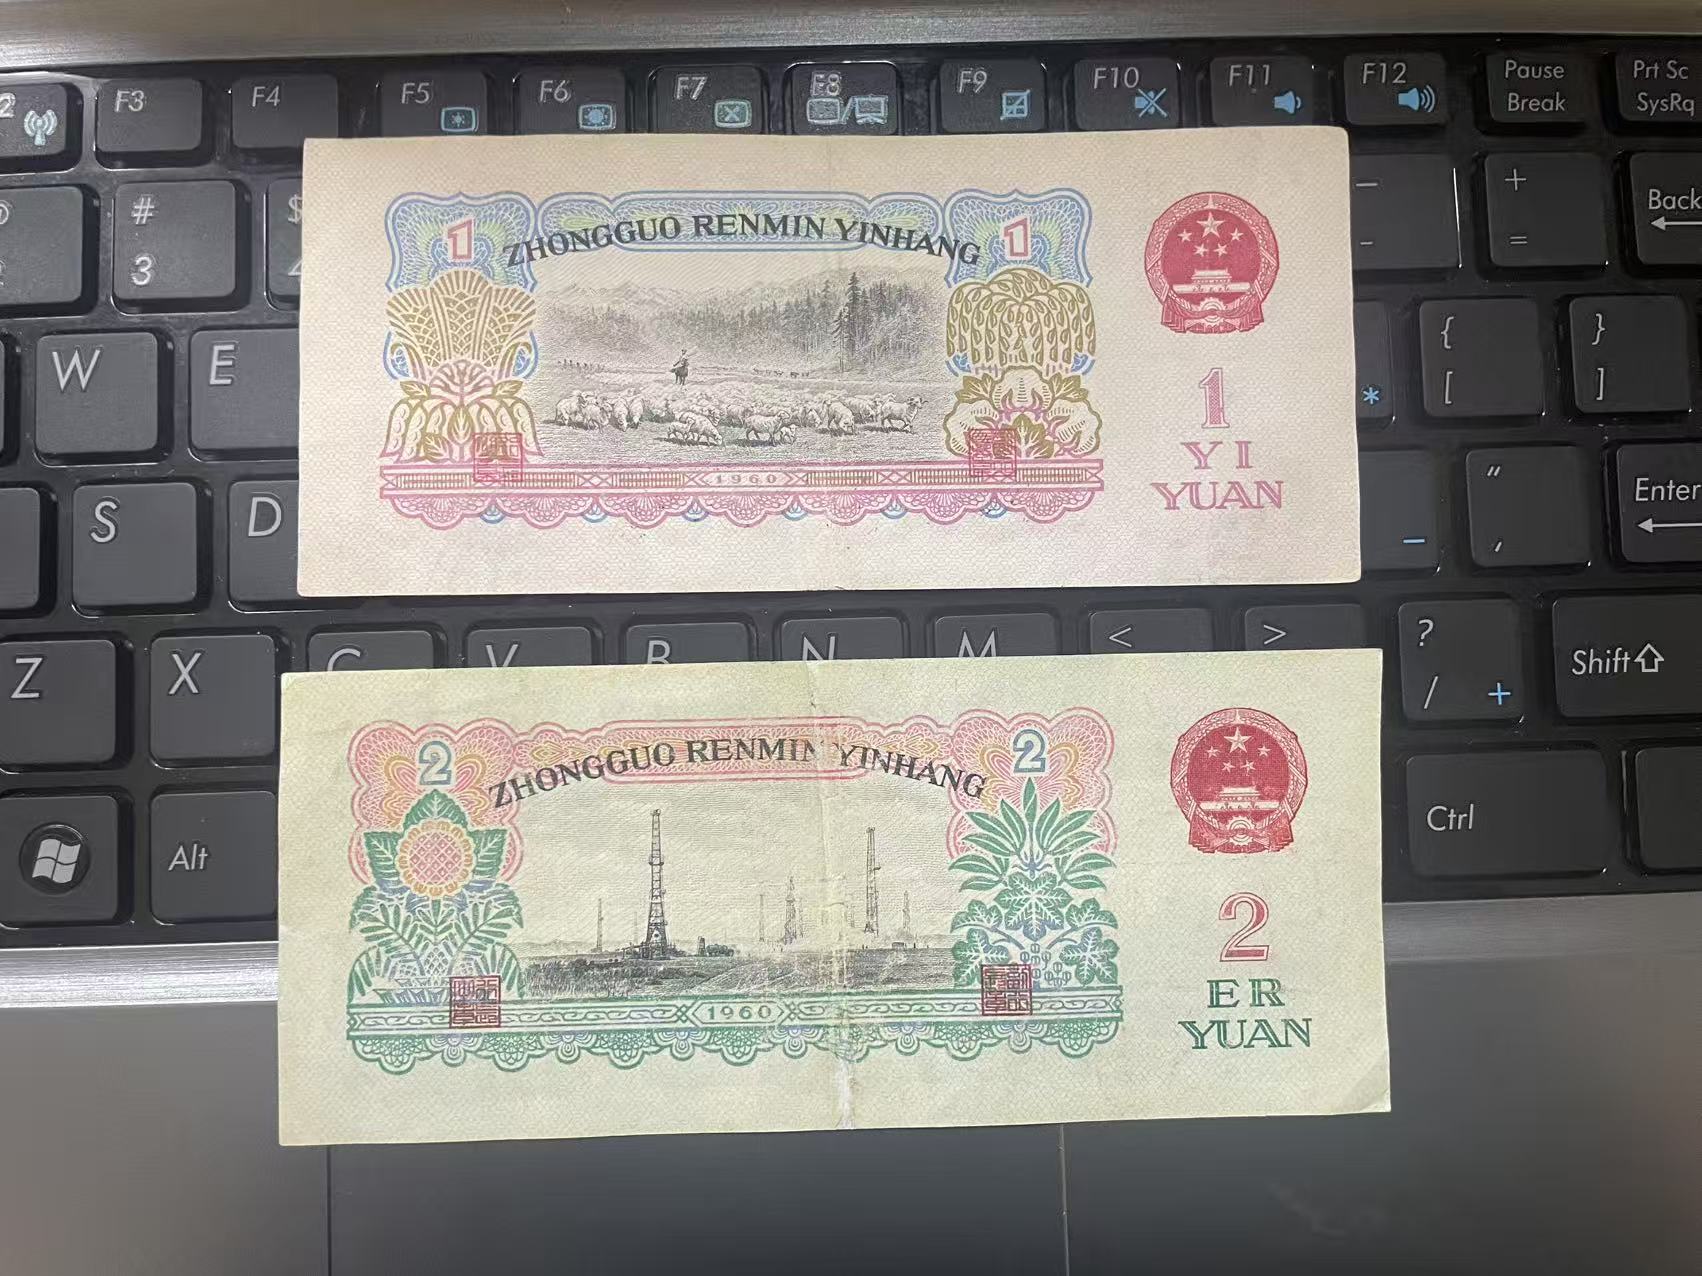 2
F3
F4
F5
F6
F7
F8
F9
F10
F11
F12
Pause
Break
Prt Sc
SysRq
#
3
$
-
+
=
Back
W
E
{
[
}
]
*
S
D
-
"
'
Enter
Z
X
C
V
B
N
M
<
>
?
/
+
Shift
Alt
Ctrl
1
ZHONGGUO RENMIN YINHANG
1
1960
1
YI
YUAN
2
ZHONGGUO RENMIN YINHANG
2
1960
2
ER
YUAN